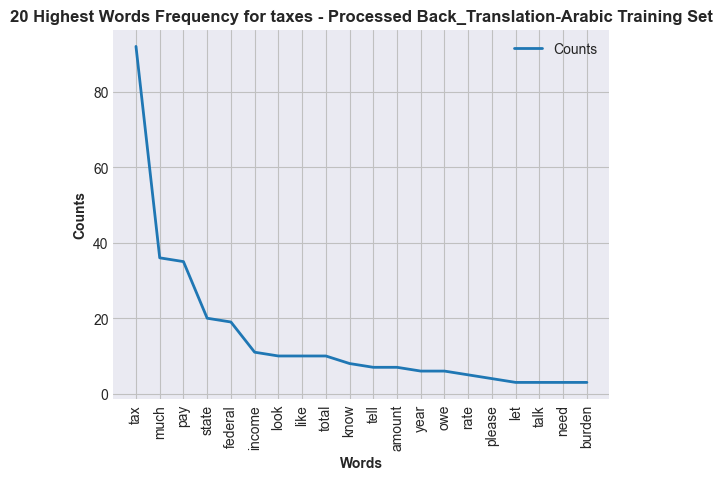 20 Highest Words Frequency for taxes - Processed Back_Translation-Arabic Training Set
Counts
Counts
80
60
40
20
0
tax
much
pay
state
federal
income
look
like
total
know
tell
amount
year
owe
rate
please
let
talk
need
burden
Words